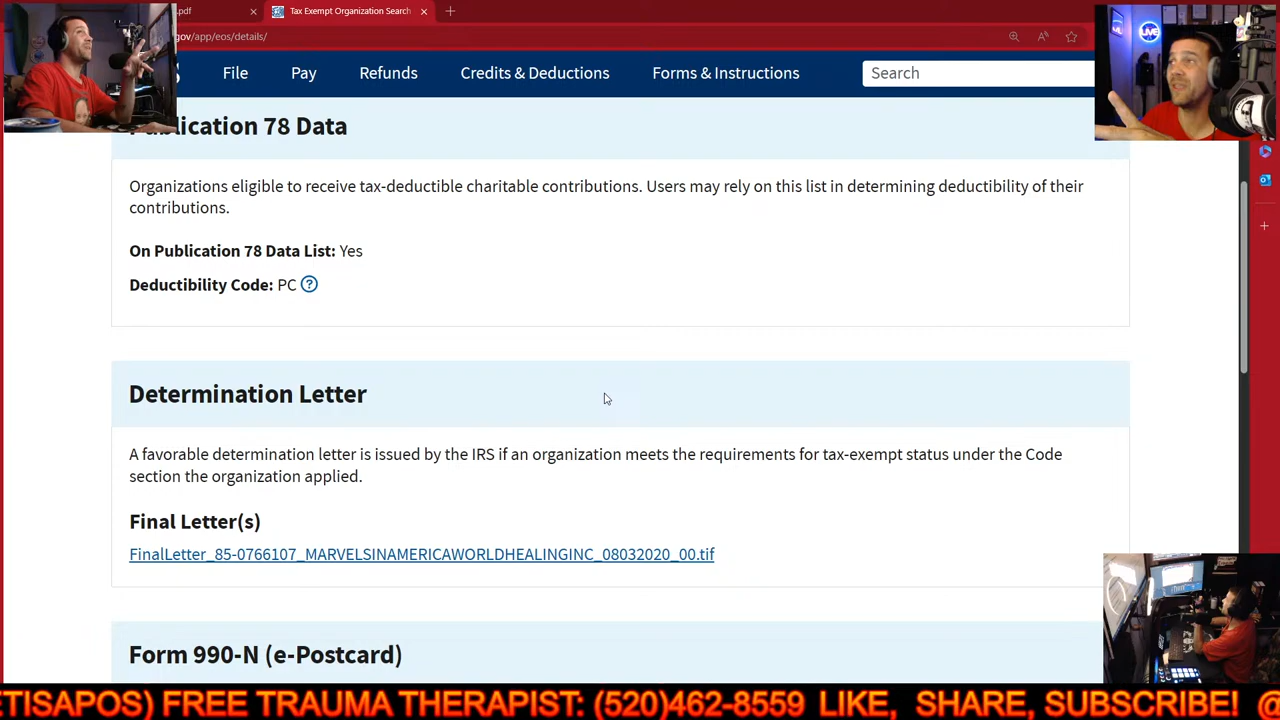 .pdf
Tax Exempt Organization Search
gov/app/eos/details/
LIVE
File Pay Refunds Credits & Deductions Forms & Instructions Search
Publication 78 Data
Organizations eligible to receive tax-deductible charitable contributions. Users may rely on this list in determining deductibility of their
contributions.
On Publication 78 Data List: Yes
Deductibility Code: PC ?
Determination Letter
A favorable determination letter is issued by the IRS if an organization meets the requirements for tax-exempt status under the Code
section the organization applied.
Final Letter(s)
FinalLetter_85-0766107_MARVELSINAMERICAWORLDHEALINGINC_08032020_00.tif
Form 990-N (e-Postcard)
ETISAPOS) FREE TRAUMA THERAPIST: (520)462-8559 LIKE, SHARE, SUBSCRIBE! @